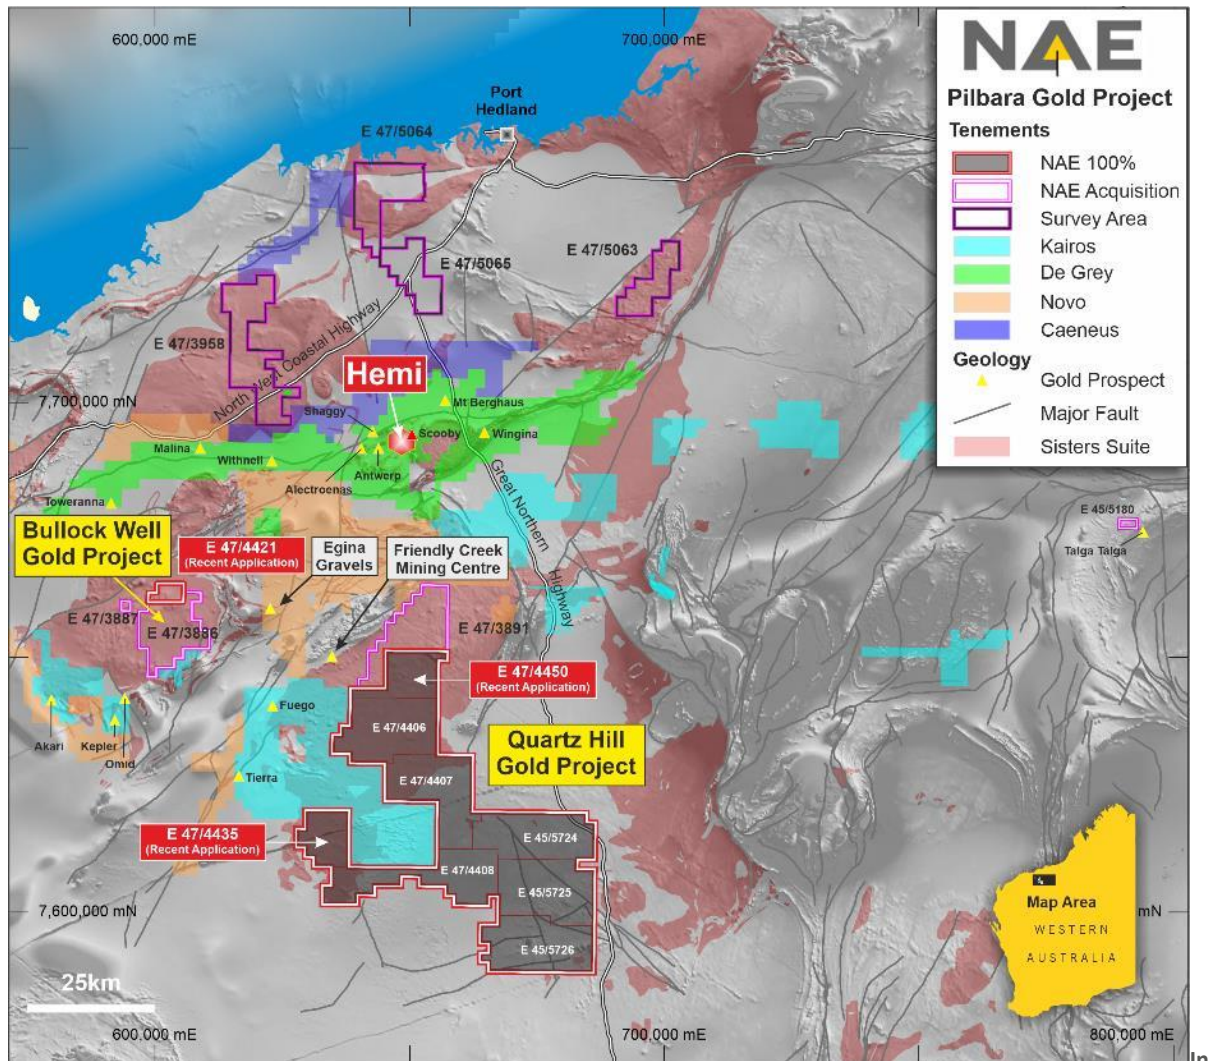 600,000 mE
700,000 mE
NAE
Pilbara Gold Project
Tenements
NAE 100%
NAE Acquisition
Survey Area
Kairos
De Grey
Novo
Caeneus
Geology
Gold Prospect
Major Fault
Sisters Suite
Port
Hedland
E 47/5064
E 47/5065
E 47/5063
E 47/3958
North West Coastal Highway
Hemi
7,700,000 mN
Mt Berghaus
Shaggy
Scooby
Wingina
Malina
Withnell
Antwerp
Alectroenas
Toweranna
Great Northern
Highway
E 45/5180
Talga Talga
Bullock Well
Gold Project
E 47/4421
(Recent Application)
Egina
Gravels
Friendly Creek
Mining Centre
E 47/3887
E 47/3886
E 47/3891
E 47/4450
(Recent Application)
Akari
Kepler
Omid
Fuego
Tierra
E 47/4406
E 47/4407
Quartz Hill
Gold Project
E 47/4435
(Recent Application)
E 45/5724
E 47/4408
E 45/5725
E 45/5726
7,600,000 mN
mN
Map Area
WESTERN
AUSTRALIA
25km
600,000 mE
700,000 mE
800,000 mE
In